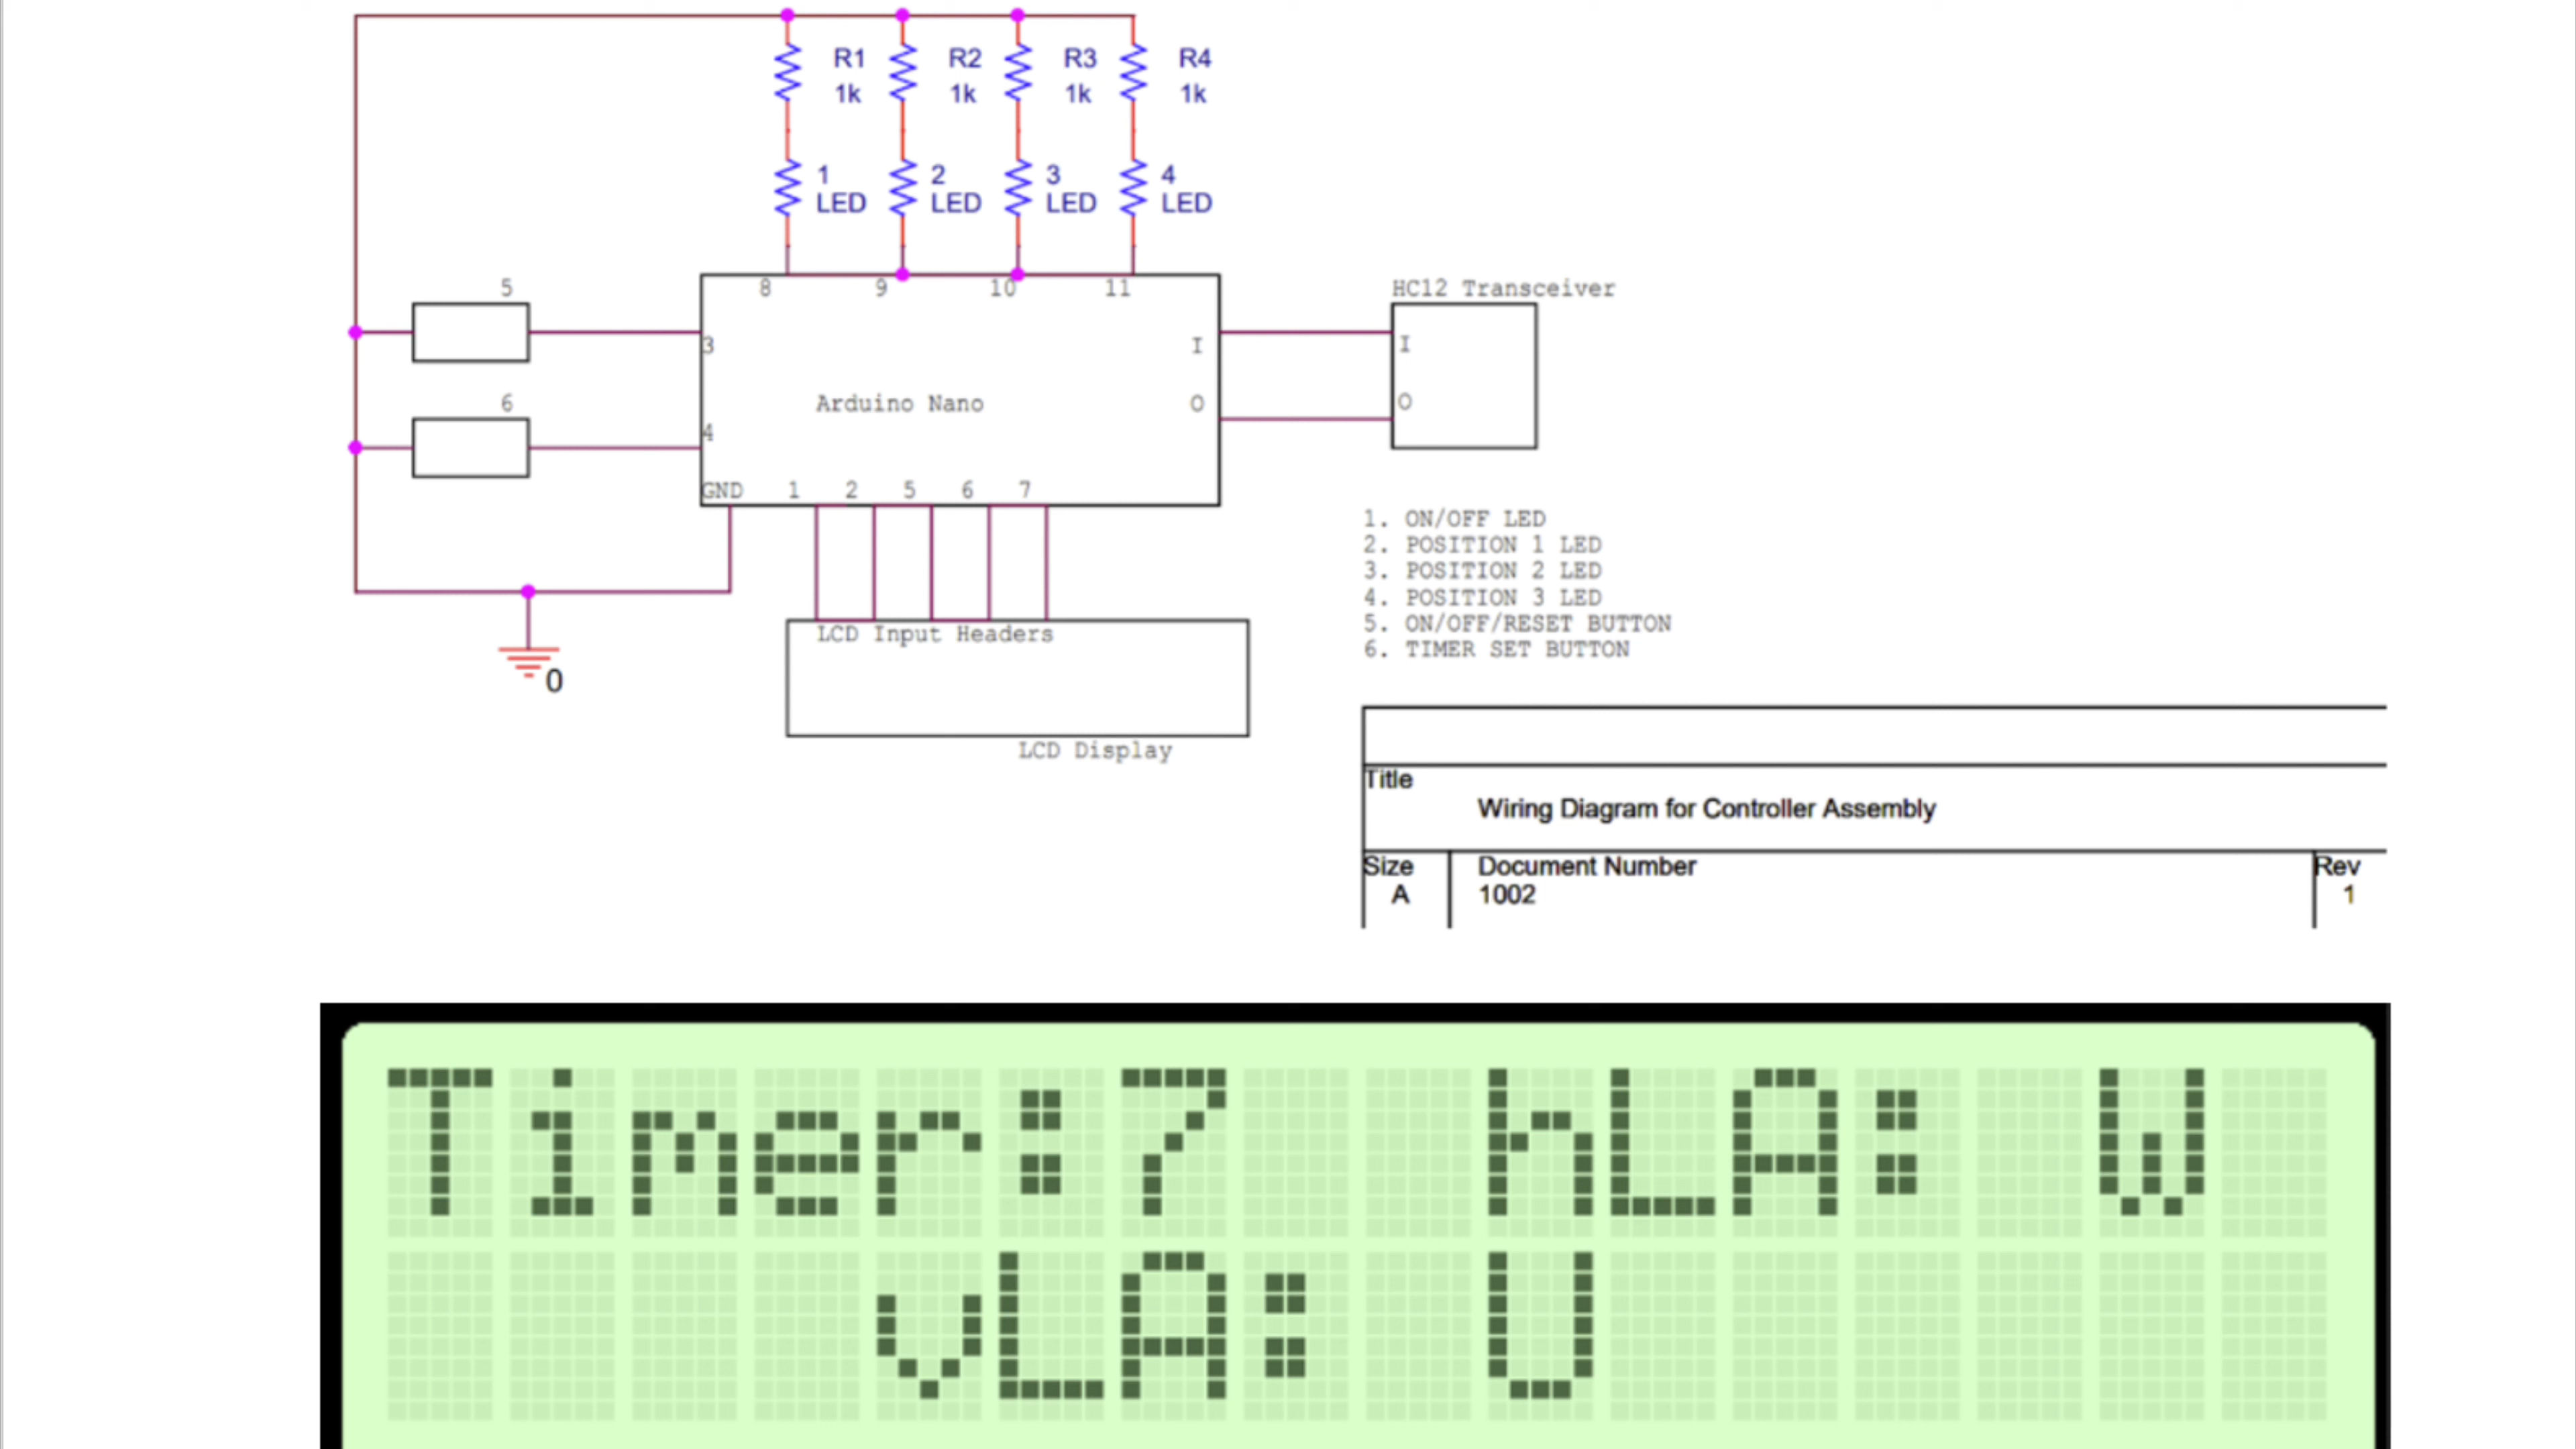 R1 R2 R3 R4
1k 1k 1k 1k
1 2 3 4
LED LED LED LED
5 8 9 10 11 HC12 Transceiver
3 I I
6 Arduino Nano O O
4
GND 1 2 5 6 7
1. ON/OFF LED
2. POSITION 1 LED
3. POSITION 2 LED
4. POSITION 3 LED
5. ON/OFF/RESET BUTTON
6. TIMER SET BUTTON
LCD Input Headers
0
LCD Display
Title
Wiring Diagram for Controller Assembly
Size Document Number Rev
A 1002 1
Timer:7 hLA: W
vLA: U